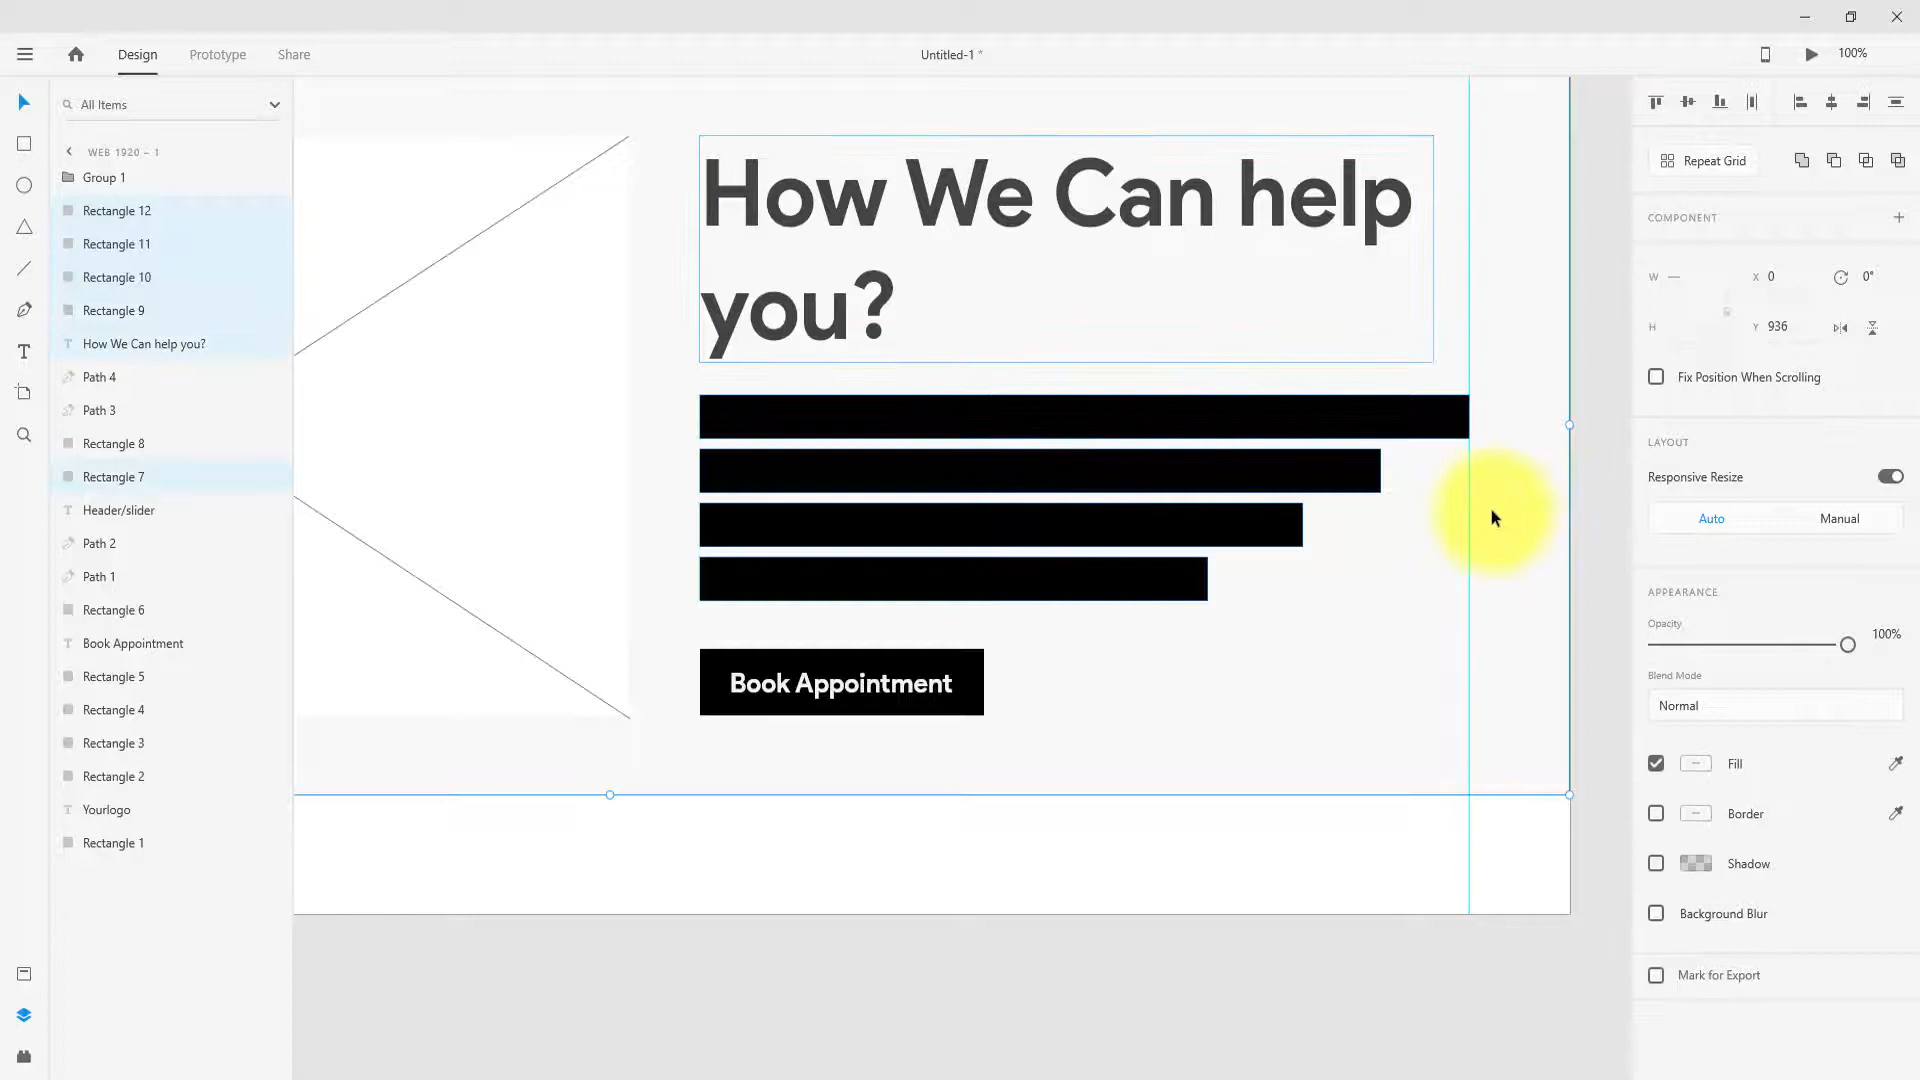 Design
Prototype
Share
Untitled-1 *
100%
All Items
WEB 1920 – 1
Group 1
Rectangle 12
Rectangle 11
Rectangle 10
Rectangle 9
How We Can help you?
Path 4
Path 3
Rectangle 8
Rectangle 7
Header/slider
Path 2
Path 1
Rectangle 6
Book Appointment
Rectangle 5
Rectangle 4
Rectangle 3
Rectangle 2
Yourlogo
Rectangle 1
How We Can help
you?
Book Appointment
Repeat Grid
COMPONENT
W — X 0 0°
H Y 936
Fix Position When Scrolling
LAYOUT
Responsive Resize
Auto Manual
APPEARANCE
Opacity
100%
Blend Mode
Normal
Fill
Border
Shadow
Background Blur
Mark for Export